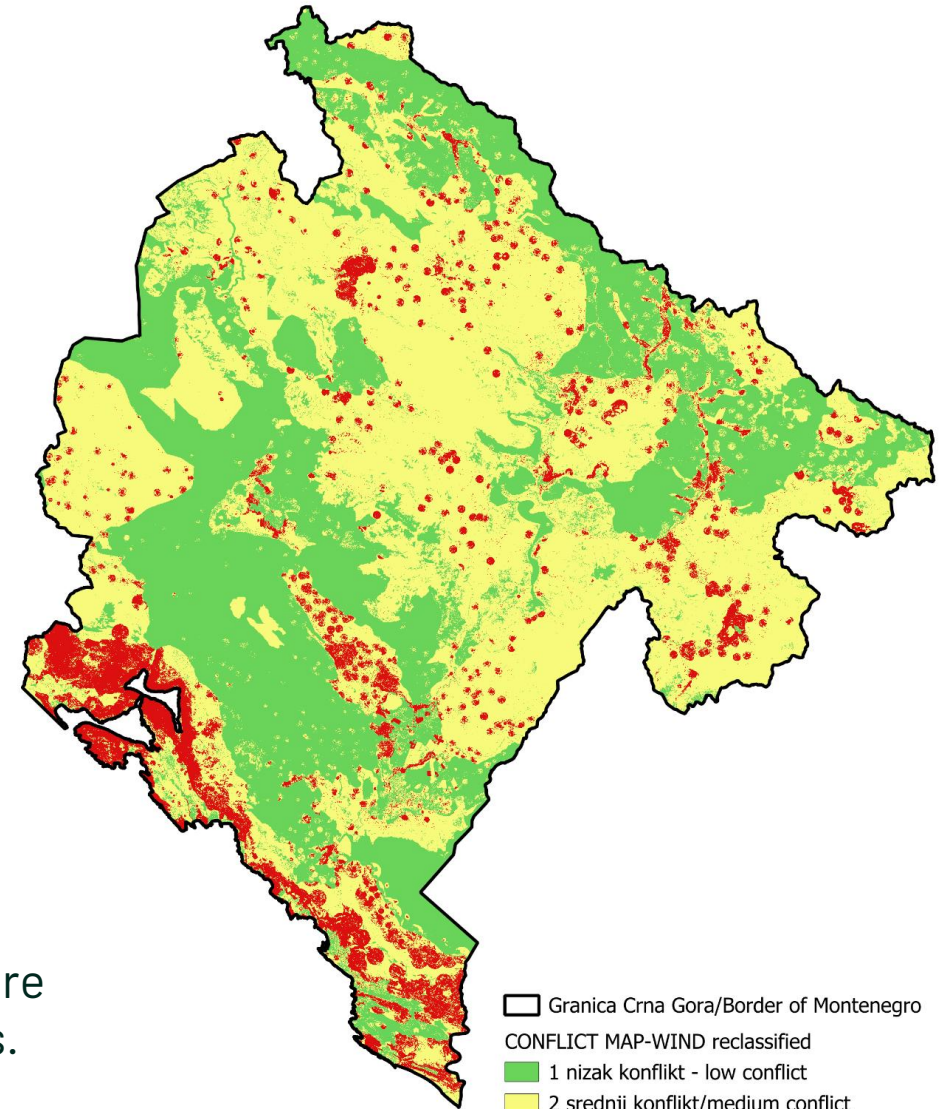 re
s.
Granica Crna Gora/Border of Montenegro
CONFLICT MAP-WIND reclassified
1 nizak konflikt - low conflict
2 srednji konflikt/medium conflict